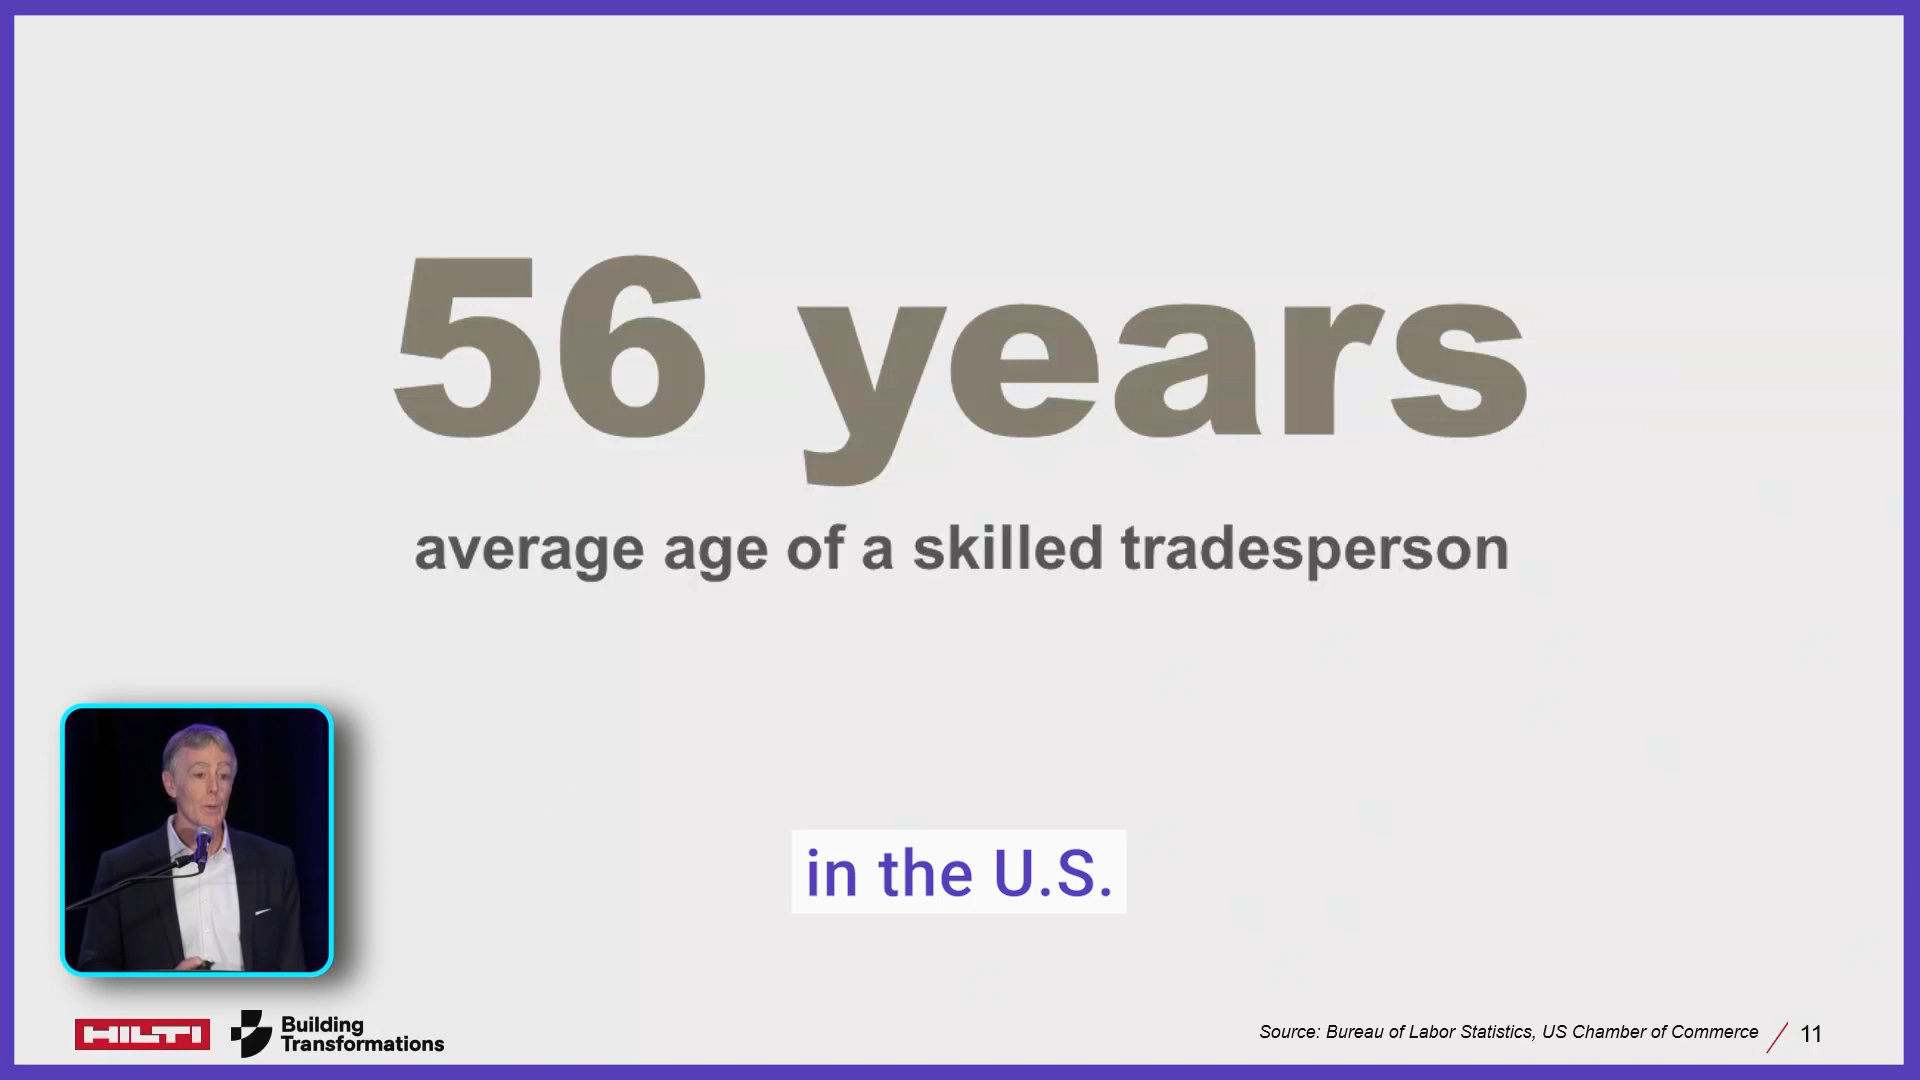 56 years
average age of a skilled tradesperson
in the U.S.
HILTI
Building
Transformations
Source: Bureau of Labor Statistics, US Chamber of Commerce
11